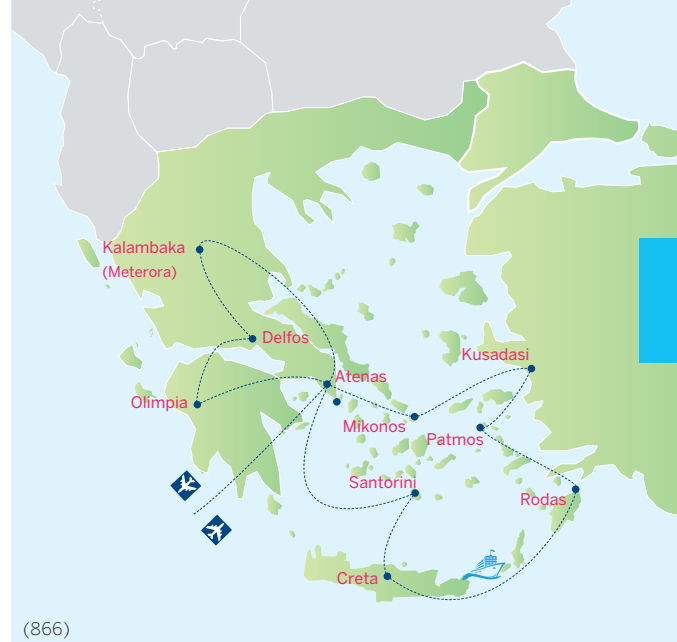 Kalambaka
(Meterora)
Delfos
Kusadasi
Atenas
Olimpia
Mikonos
Patmos
Santorini
Rodas
Creta
(866)